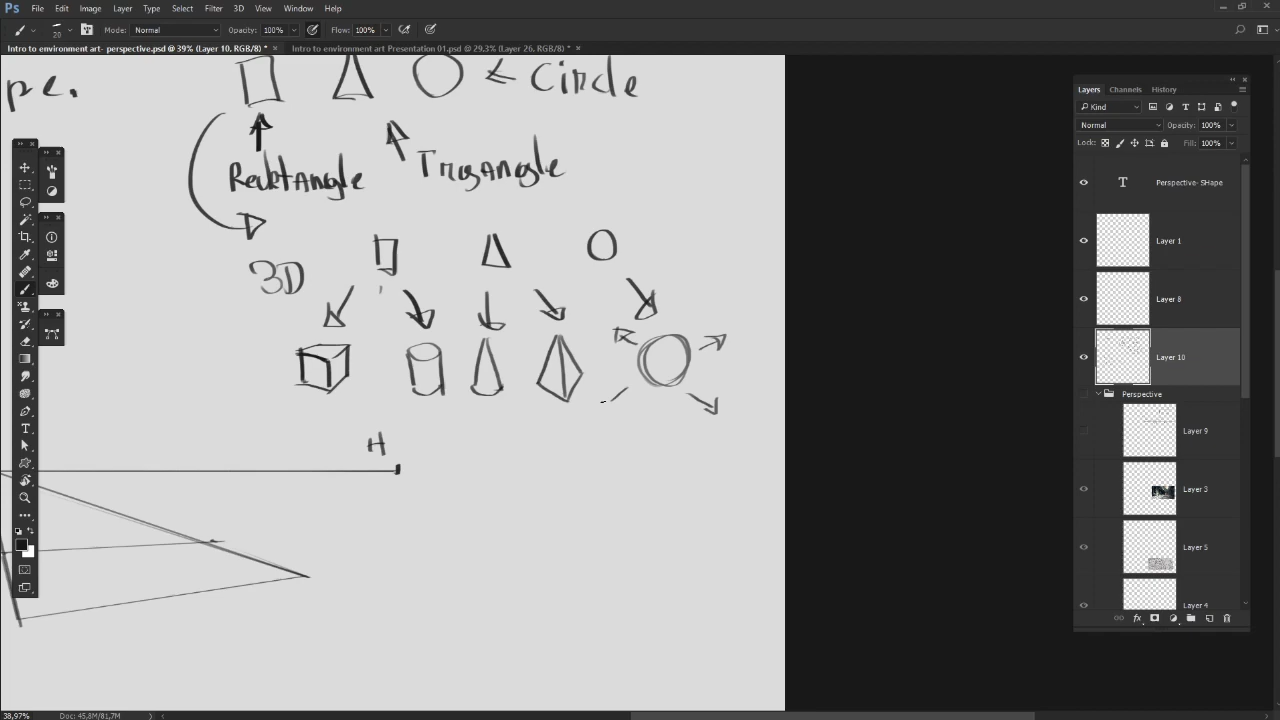 Ps File Edit Image Layer Type Select Filter 3D View Window Help
20 Mode: Normal Opacity: 100% Flow: 100%
Intro to environment art- perspective.psd @ 39% (Layer 10, RGB/8) * × Intro to environment art Presentation 01.psd @ 29,3% (Layer 26, RGB/8) * ×
pe.
Circle
Recktangle
Trigangle
3D
H
Layers Channels History
Kind
Normal Opacity: 100%
Lock: Fill: 100%
T Perspective- SHape
Layer 1
Layer 8
Layer 10
Perspective
Layer 9
Layer 3
Layer 5
Layer 4
fx
38,97% Doc: 45,8M/81,7M